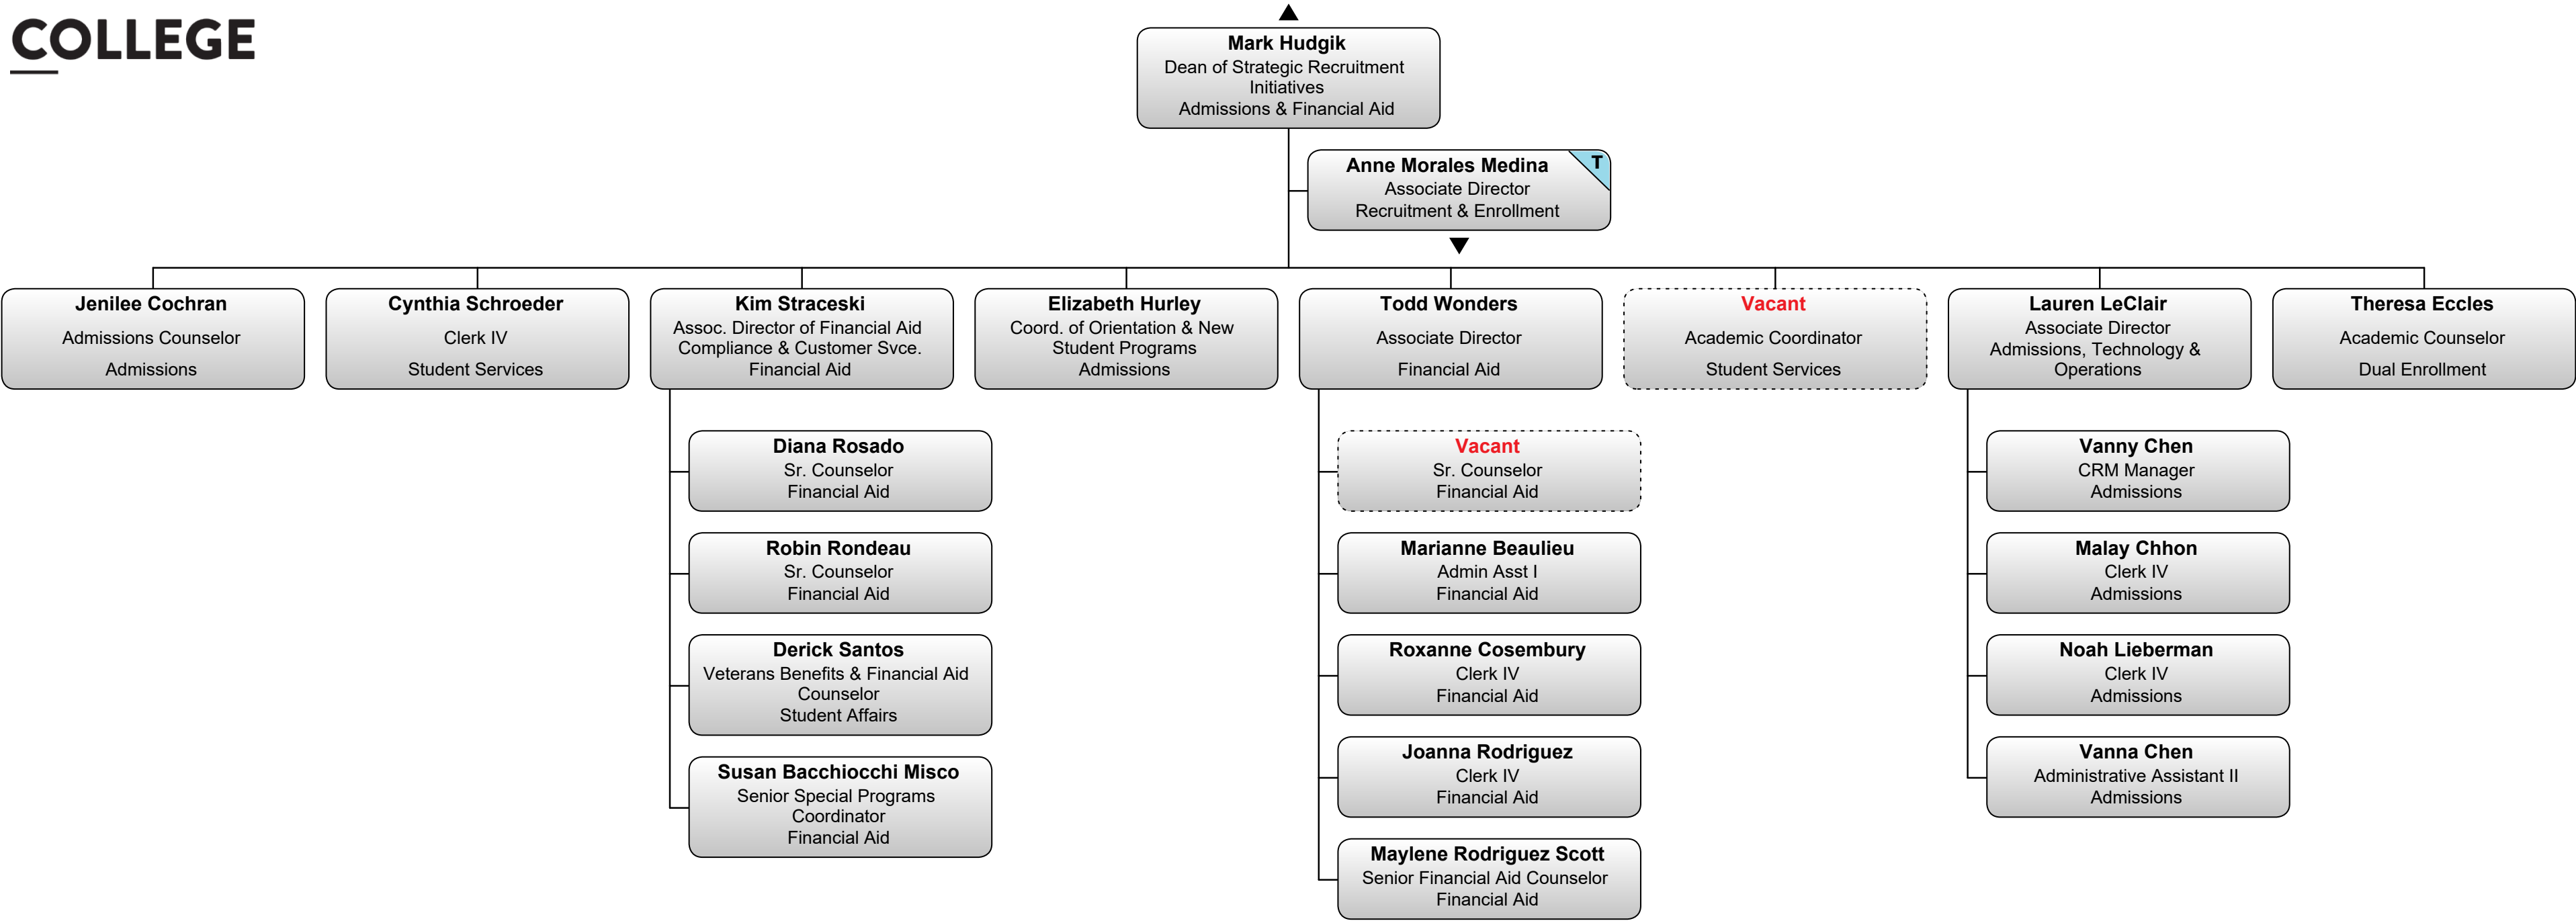 COLLEGE
Mark Hudgik
Dean of Strategic Recruitment
Initiatives
Admissions & Financial Aid
Anne Morales Medina
T
Associate Director
Recruitment & Enrollment
Jenilee Cochran
Admissions Counselor
Admissions
Cynthia Schroeder
Clerk IV
Student Services
Kim Straceski
Assoc. Director of Financial Aid
Compliance & Customer Svce.
Financial Aid
Diana Rosado
Sr. Counselor
Financial Aid
Robin Rondeau
Sr. Counselor
Financial Aid
Derick Santos
Veterans Benefits & Financial Aid
Counselor
Student Affairs
Susan Bacchiocchi Misco
Senior Special Programs
Coordinator
Financial Aid
Elizabeth Hurley
Coord. of Orientation & New
Student Programs
Admissions
Todd Wonders
Associate Director
Financial Aid
Vacant
Sr. Counselor
Financial Aid
Marianne Beaulieu
Admin Asst I
Financial Aid
Roxanne Cosembury
Clerk IV
Financial Aid
Joanna Rodriguez
Clerk IV
Financial Aid
Maylene Rodriguez Scott
Senior Financial Aid Counselor
Financial Aid
Vacant
Academic Coordinator
Student Services
Lauren LeClair
Associate Director
Admissions, Technology &
Operations
Vanny Chen
CRM Manager
Admissions
Malay Chhon
Clerk IV
Admissions
Noah Lieberman
Clerk IV
Admissions
Vanna Chen
Administrative Assistant II
Admissions
Theresa Eccles
Academic Counselor
Dual Enrollment